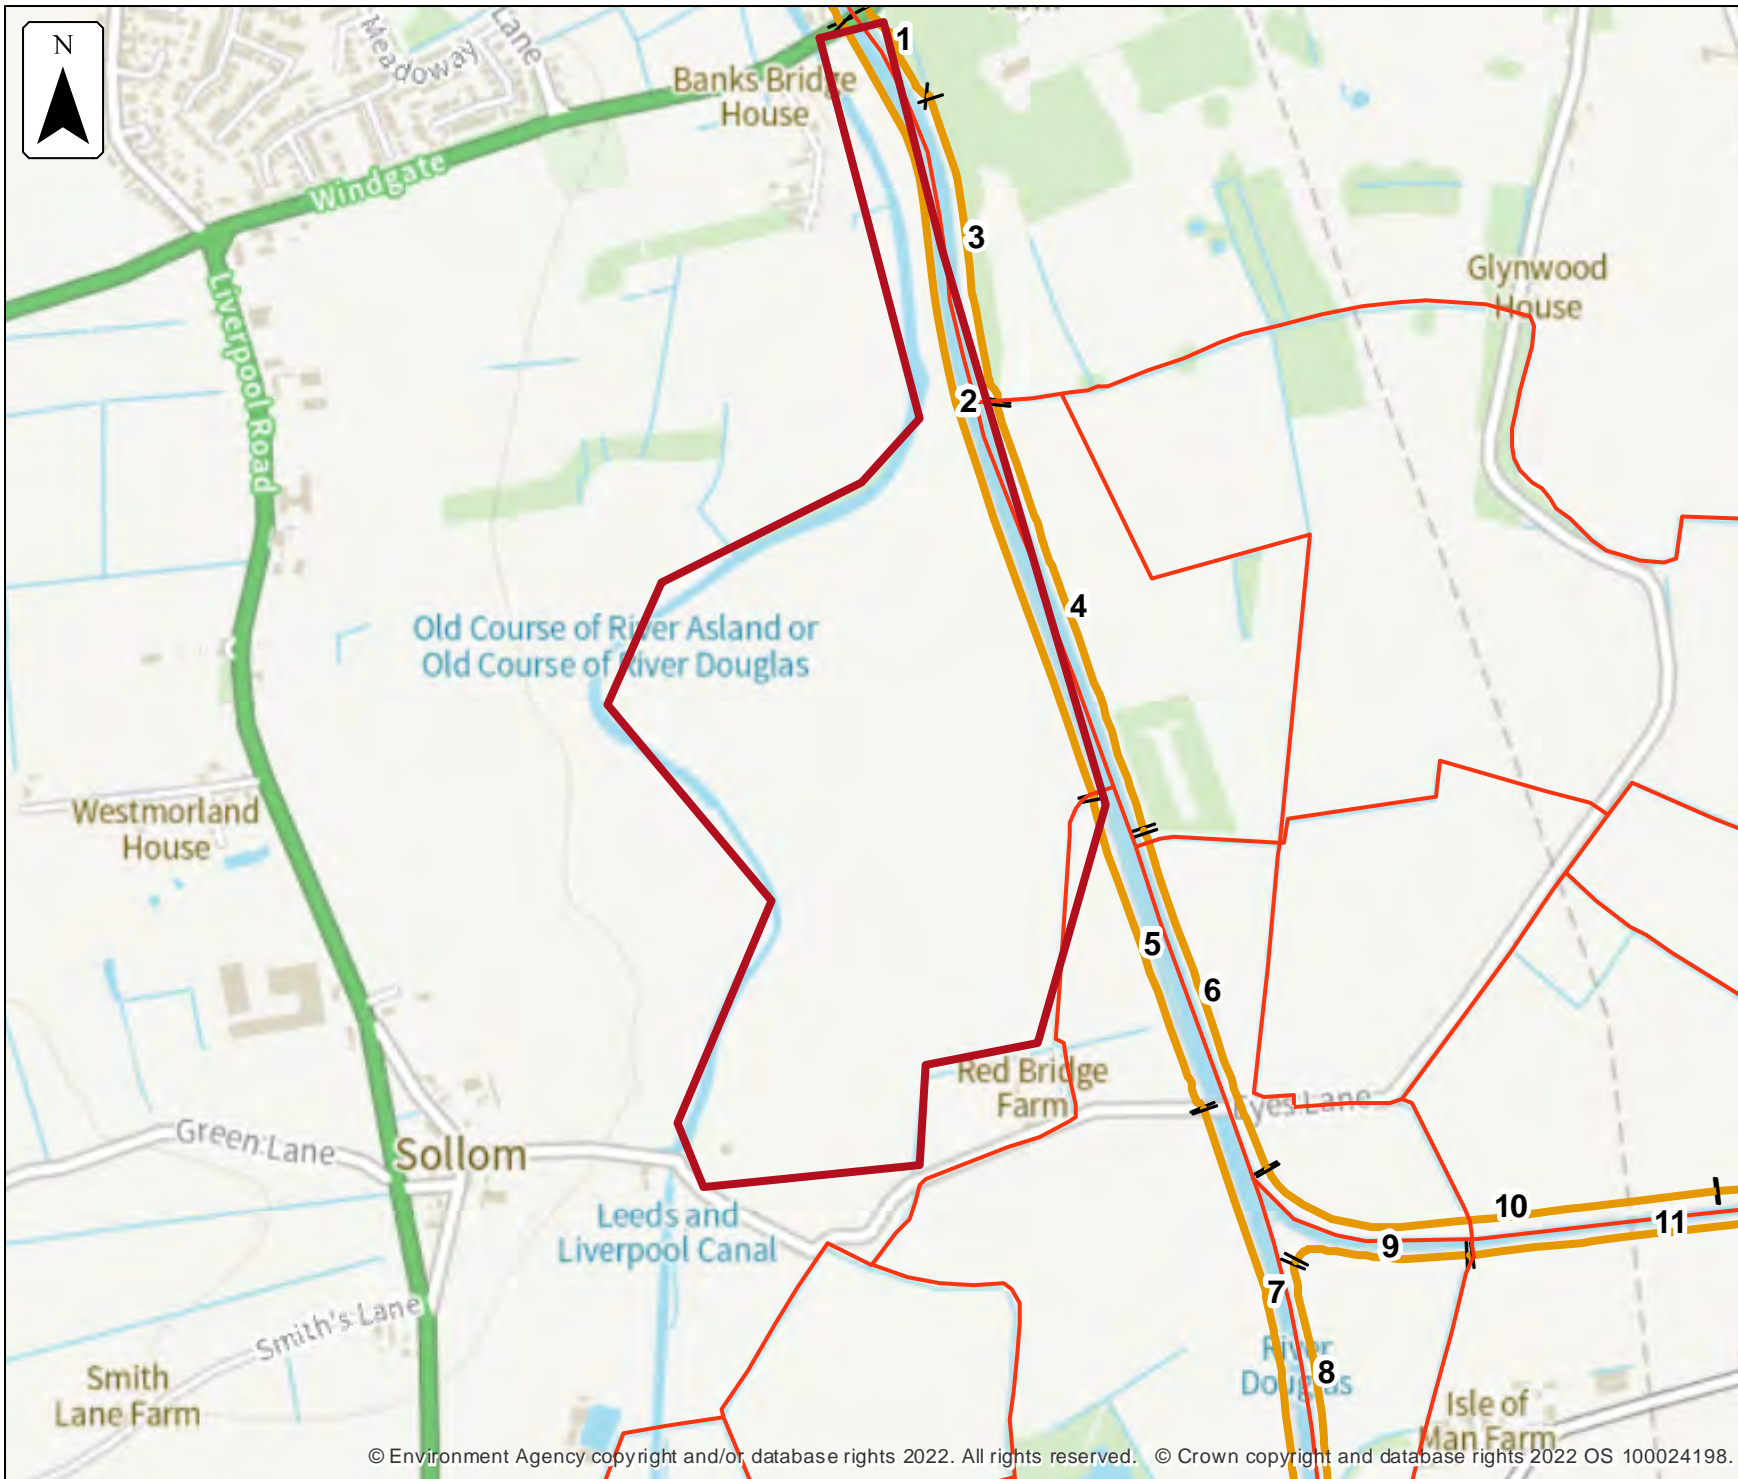 N
Meadoway
Lane
1
Banks Bridge
House
Windgate
3
Glynwood
House
Liverpool Road
2
4
Old Course of River Asland or
Old Course of River Douglas
Westmorland
House
5
6
Red Bridge
Farm
Eyes Lane
Green Lane
Sollom
Leeds and
Liverpool Canal
10
11
9
7
Smith's Lane
River
Douglas
8
Smith
Lane Farm
Isle of
Man Farm
© Environment Agency copyright and/or database rights 2022. All rights reserved. © Crown copyright and database rights 2022 OS 100024198.